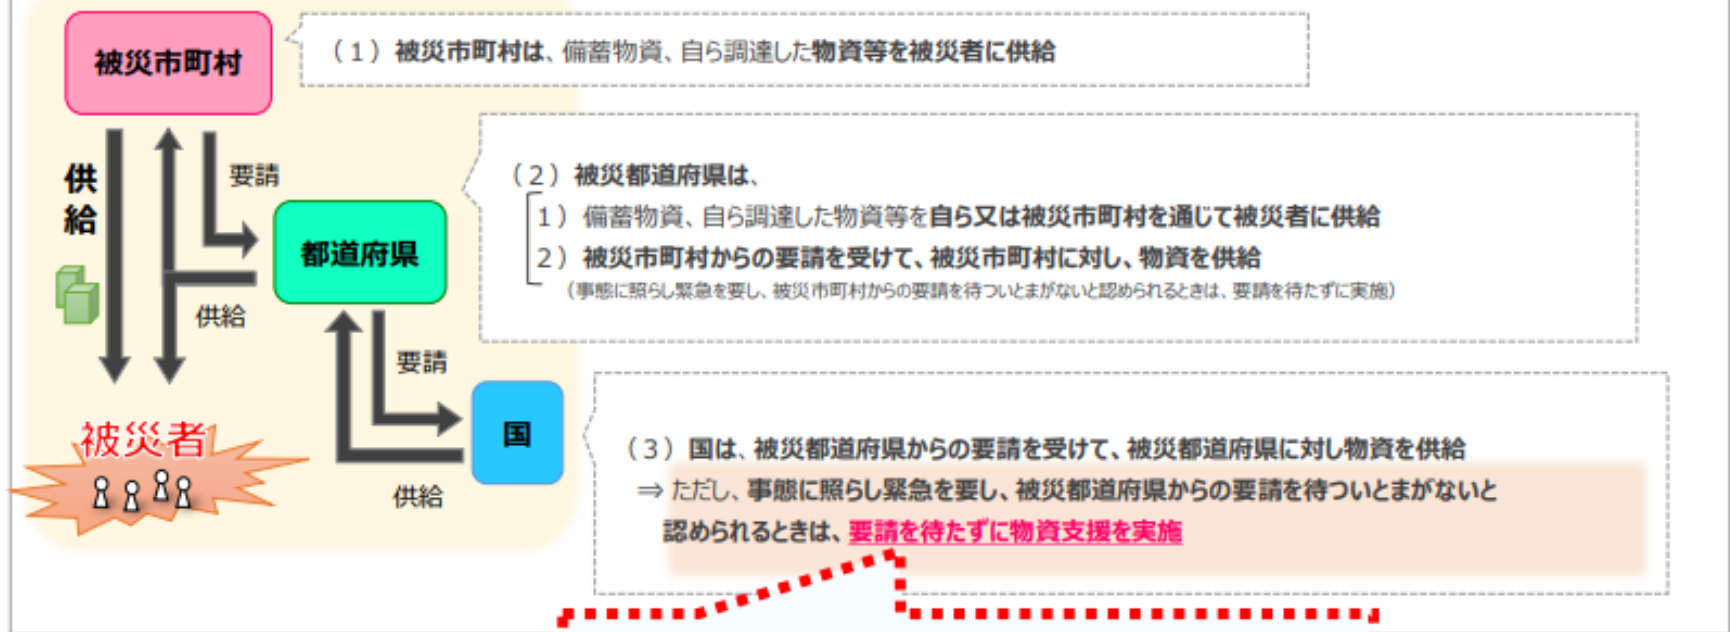 被災市町村
（１）被災市町村は、備蓄物資、自ら調達した物資等を被災者に供給
供給
要請
供給
都道府県
（２）被災都道府県は、
１）備蓄物資、自ら調達した物資等を自ら又は被災市町村を通じて被災者に供給
２）被災市町村からの要請を受けて、被災市町村に対し、物資を供給
（事態に照らし緊急を要し、被災市町村からの要請を待ついとまがないと認められるときは、要請を待たずに実施）
要請
供給
国
被災者
（３）国は、被災都道府県からの要請を受けて、被災都道府県に対し物資を供給
⇒ ただし、事態に照らし緊急を要し、被災都道府県からの要請を待ついとまがないと
認められるときは、要請を待たずに物資支援を実施